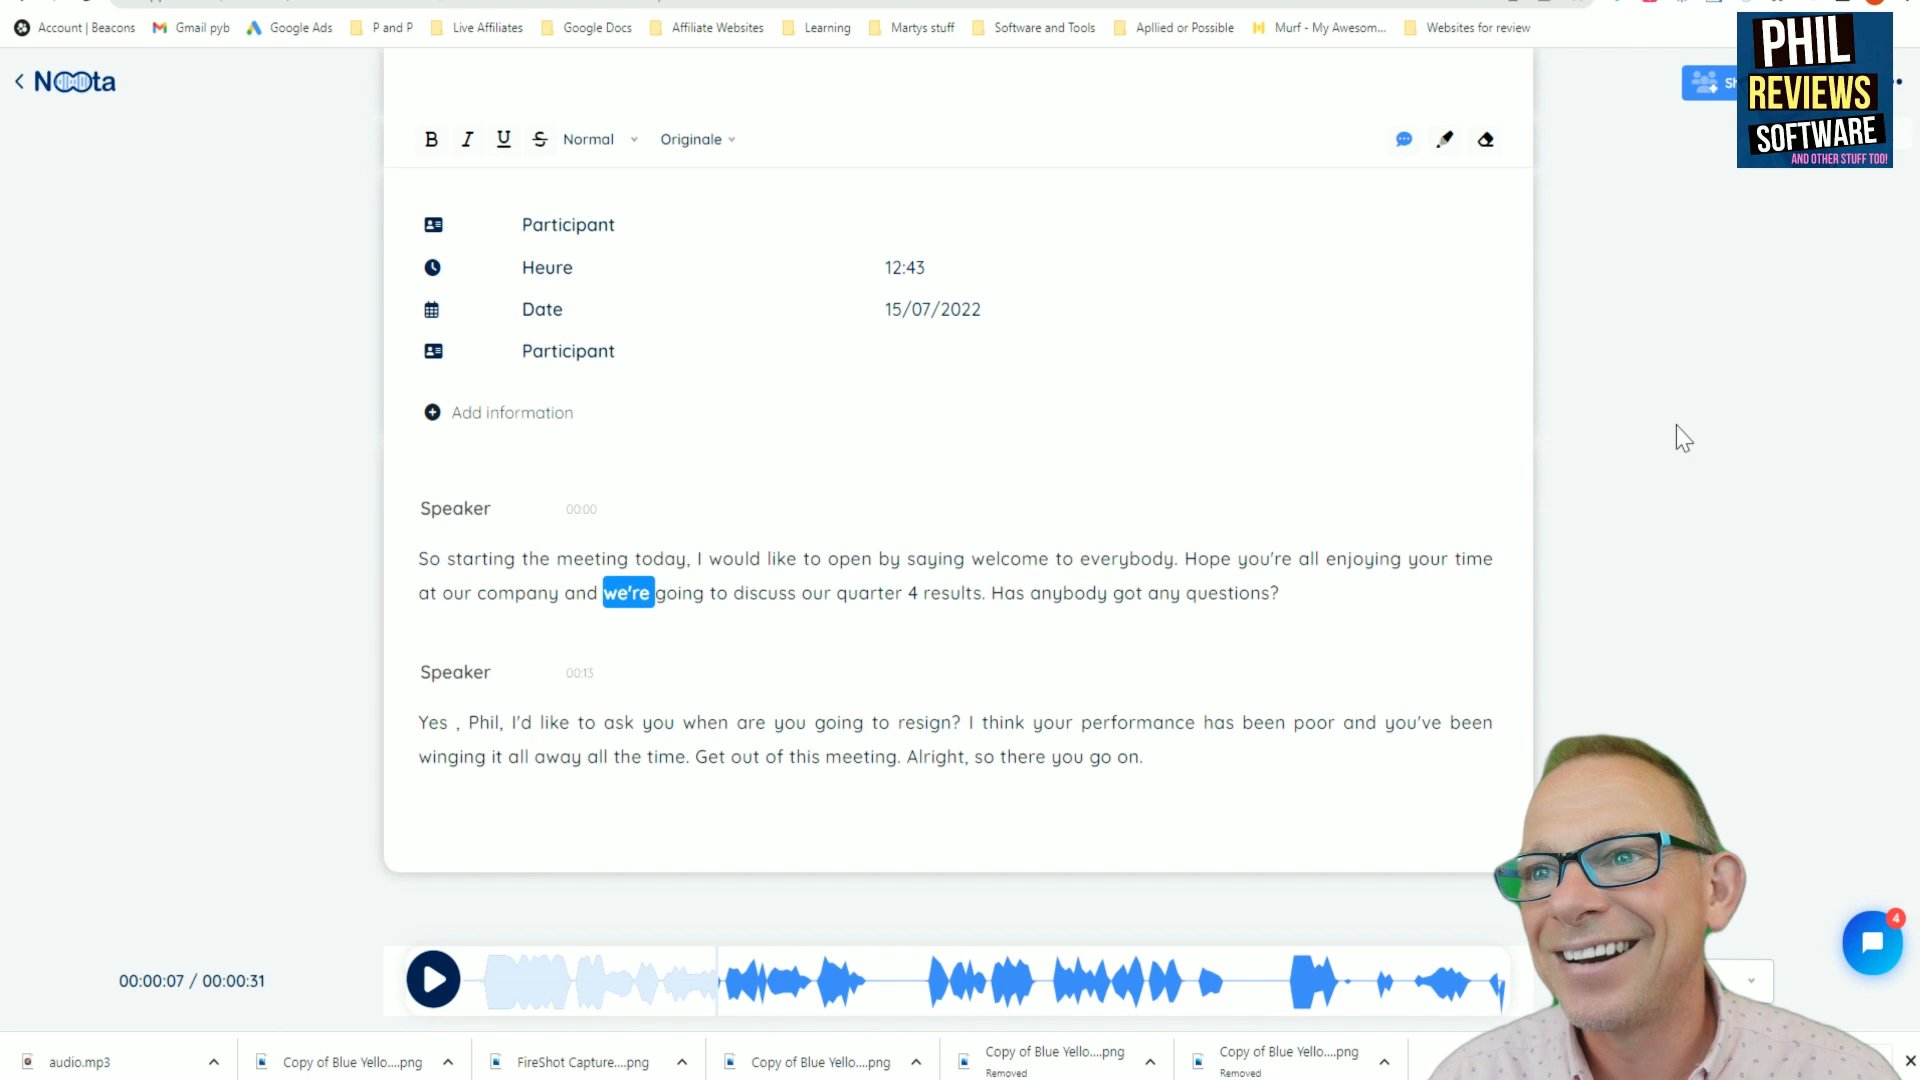 Account | Beacons Gmail pyb Google Ads P and P Live Affiliates Google Docs Affiliate Websites Learning Martys stuff Software and Tools Apllied or Possible Murf - My Awesom... Websites for review
Noota
PHIL
REVIEWS
SOFTWARE
AND OTHER STUFF TOO!
B I U S Normal Originale
Participant
Heure 12:43
Date 15/07/2022
Participant
Add information
Speaker 00:00
So starting the meeting today, I would like to open by saying welcome to everybody. Hope you're all enjoying your time
at our company and we're going to discuss our quarter 4 results. Has anybody got any questions?
Speaker 00:13
Yes , Phil, I'd like to ask you when are you going to resign? I think your performance has been poor and you've been
winging it all away all the time. Get out of this meeting. Alright, so there you go on.
4
00:00:07 / 00:00:31
audio.mp3 Copy of Blue Yello....png FireShot Capture....png Copy of Blue Yello....png Copy of Blue Yello....png Copy of Blue Yello....png
Removed Removed